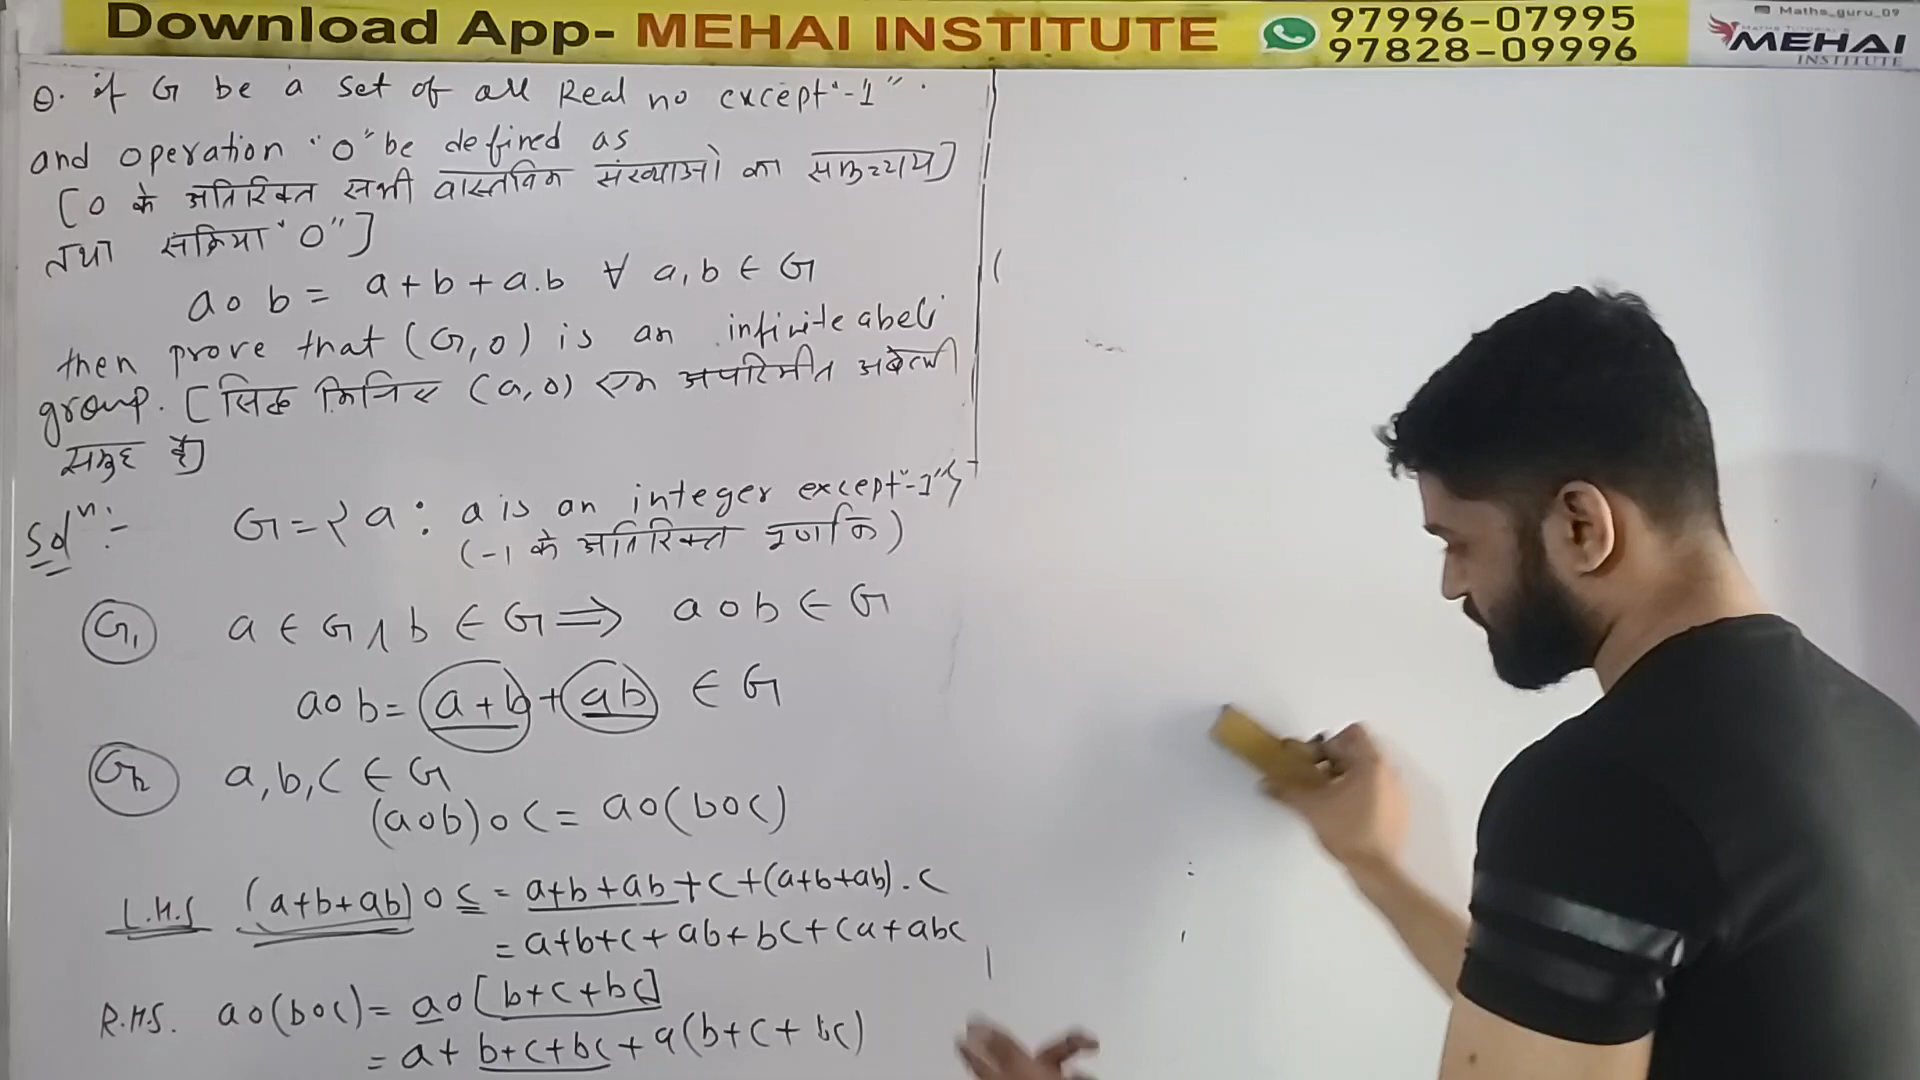 Download App- MEHAI INSTITUTE
97996-07995
97828-09996
Maths_guru_09
MEHAI
INSTITUTE
Q. if G be a set of all Real no except "-1".
and operation "O" be defined as
[0 के अतिरिक्त सभी वास्तविक संख्याओ का समुच्चय]
तथा संक्रिया "O"]
a o b = a + b + a.b ∀ a, b ∈ G
then prove that (G, o) is an infinite abeli
group. [सिद्ध किजिए (G, o) एक अपरिमीत अबेली
समुह है]
Solⁿ:- G = { a : a is an integer except "-1"}
(-1 के अतिरिक्त पूर्णांक)
G₁ a ∈ G ∧ b ∈ G ⟹ a o b ∈ G
a o b = a + b + ab ∈ G
G₂ a, b, c ∈ G
(a o b) o c = a o (b o c)
L.H.S (a+b+ab) o c = a+b+ab+c+(a+b+ab).c
= a+b+c+ab+bc+ca+abc
R.H.S. a o (b o c) = a o [b+c+bc]
= a + b+c+bc + a(b+c+bc)